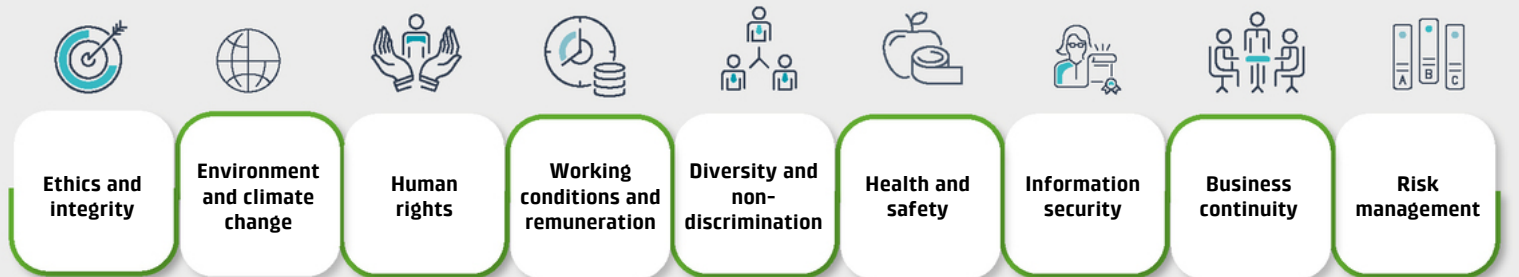 A B C
Ethics and
integrity
Environment
and climate
change
Human
rights
Working
conditions and
remuneration
Diversity and
non-
discrimination
Health and
safety
Information
security
Business
continuity
Risk
management